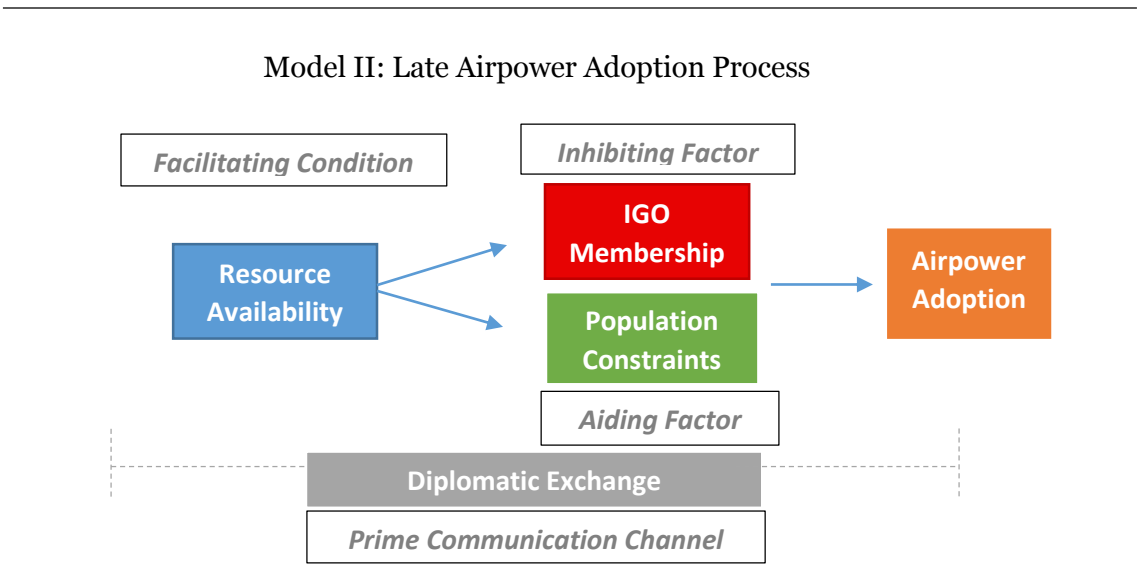 Model II: Late Airpower Adoption Process
Facilitating Condition
Inhibiting Factor
IGO
Membership
Resource
Availability
Airpower
Adoption
Population
Constraints
Aiding Factor
Diplomatic Exchange
Prime Communication Channel